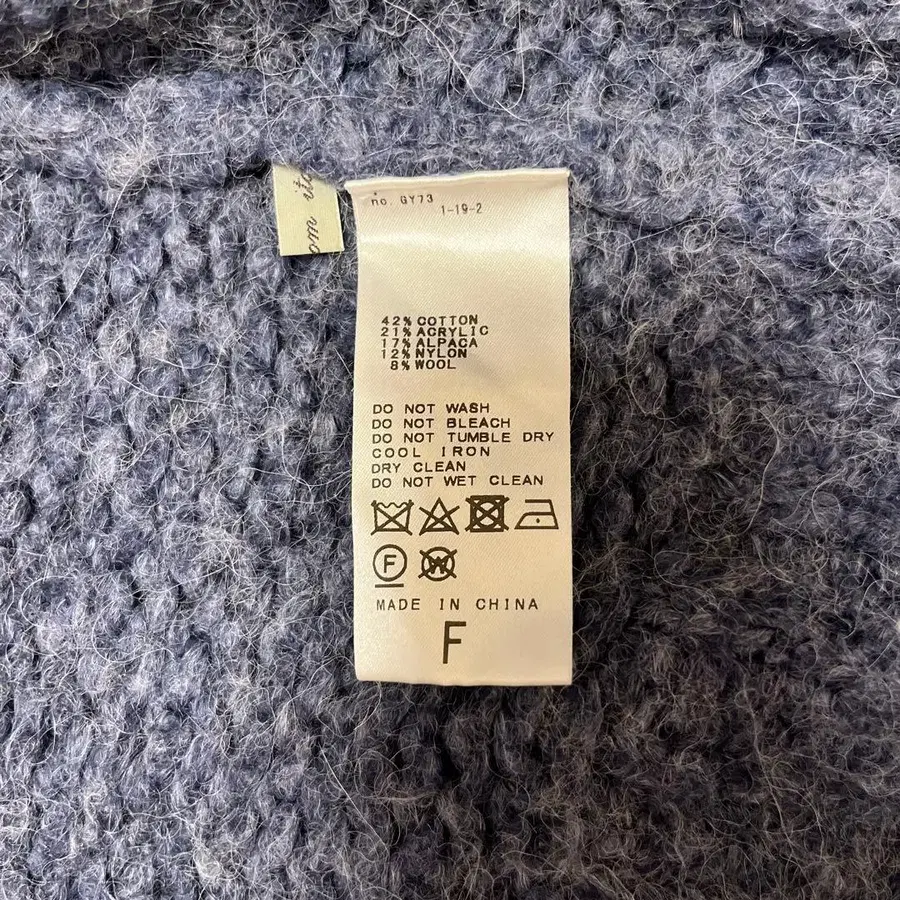 no. GY73
1-19-2
42% COTTON
21% ACRYLIC
17% ALPACA
12% NYLON
8% WOOL
DO NOT WASH
DO NOT BLEACH
DO NOT TUMBLE DRY
COOL IRON
DRY CLEAN
DO NOT WET CLEAN
F
W
MADE IN CHINA
F